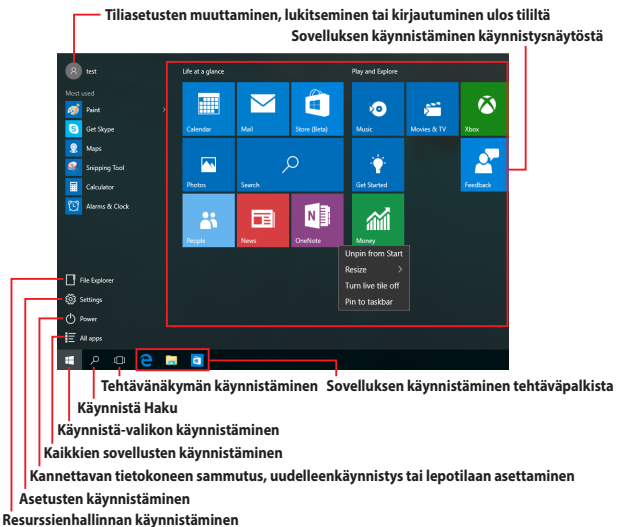 Tiliasetusten muuttaminen, lukitseminen tai kirjautuminen ulos tililtä
Sovelluksen käynnistäminen käynnistysnäytöstä
test
Life at a glance
Play and Explore
Most used
Paint
Get Skype
Maps
Snipping Tool
Calculator
Alarms & Clock
Calendar
Mail
Store (Beta)
Music
Movies & TV
Xbox
Photos
Search
Get Started
Feedback
People
News
OneNote
Money
Unpin from Start
Resize
Turn live tile off
Pin to taskbar
File Explorer
Settings
Power
All apps
Tehtävänäkymän käynnistäminen
Sovelluksen käynnistäminen tehtäväpalkista
Käynnistä Haku
Käynnistä-valikon käynnistäminen
Kaikkien sovellusten käynnistäminen
Kannettavan tietokoneen sammutus, uudelleenkäynnistys tai lepotilaan asettaminen
Asetusten käynnistäminen
Resurssienhallinnan käynnistäminen